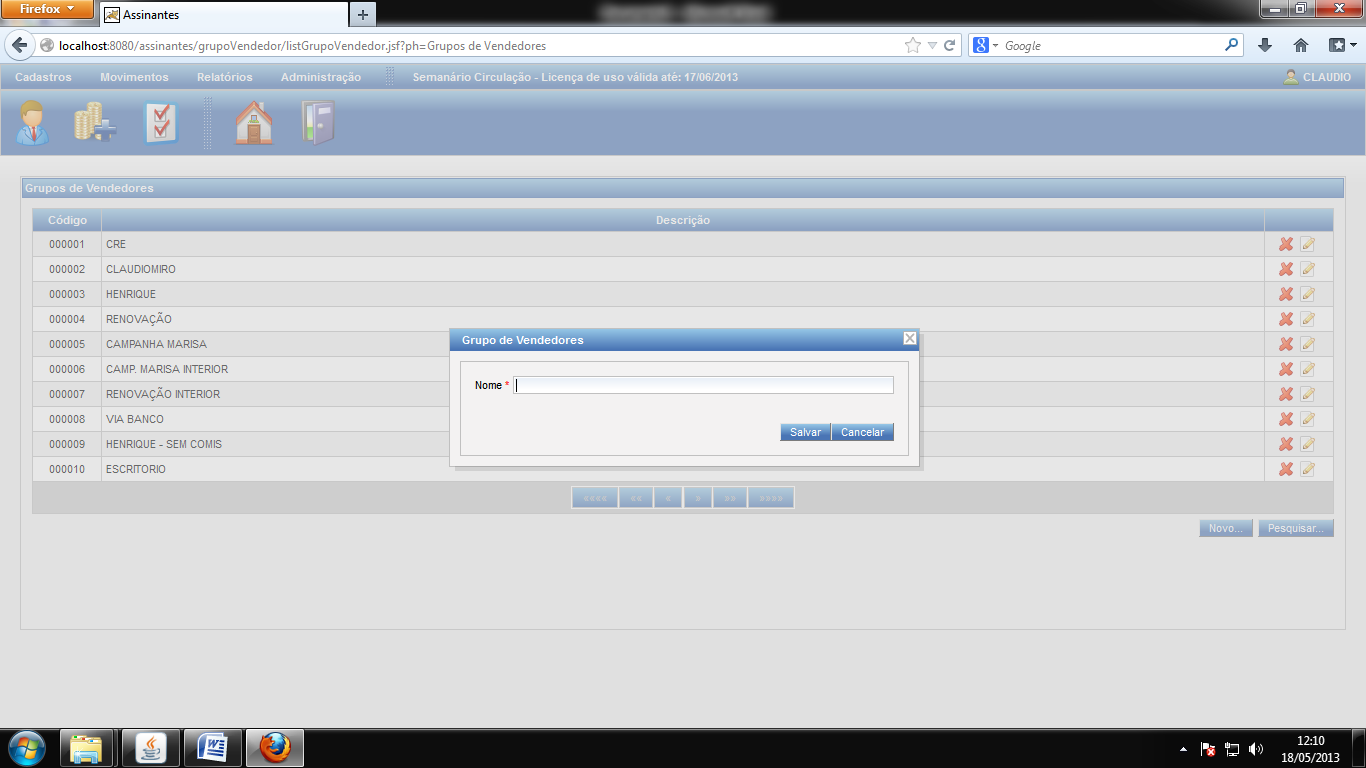 Firefox
Assinantes
localhost:8080/assinantes/grupoVendedor/listGrupoVendedor.jsf?ph=Grupos de Vendedores
Google
Cadastros Movimentos Relatórios Administração Semanário Circulação - Licença de uso válida até: 17/06/2013 CLAUDIO
Grupos de Vendedores
Código Descrição
000001 CRE
000002 CLAUDIOMIRO
000003 HENRIQUE
000004 RENOVAÇÃO
000005 CAMPANHA MARISA
000006 CAMP. MARISA INTERIOR
000007 RENOVAÇÃO INTERIOR
000008 VIA BANCO
000009 HENRIQUE - SEM COMIS
000010 ESCRITORIO
Grupo de Vendedores
Nome *
Salvar Cancelar
«« «« « » »» »»»»
Novo... Pesquisar...
12:10
18/05/2013